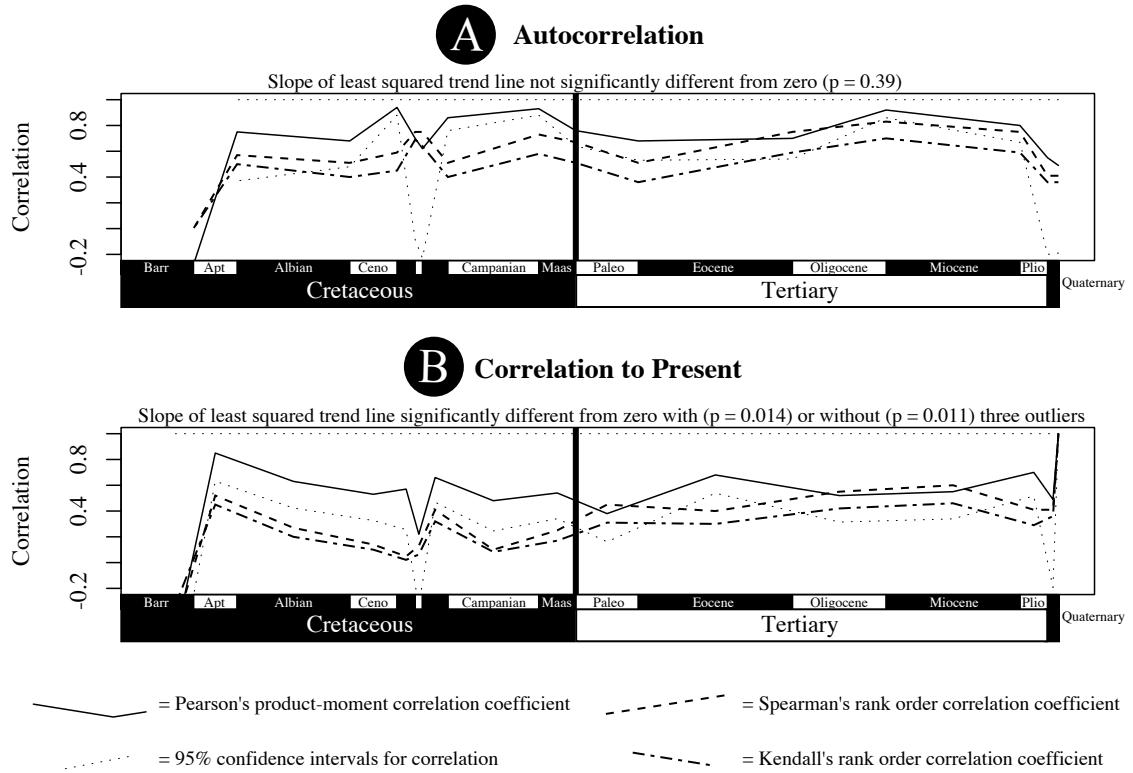 A Autocorrelation
Slope of least squared trend line not significantly different from zero (p = 0.39)
Correlation
0.8
0.4
-0.2
Barr Apt Albian Ceno Campanian Maas Paleo Eocene Oligocene Miocene Plio
Cretaceous Tertiary Quaternary
B Correlation to Present
Slope of least squared trend line significantly different from zero with (p = 0.014) or without (p = 0.011) three outliers
Correlation
0.8
0.4
-0.2
Barr Apt Albian Ceno Campanian Maas Paleo Eocene Oligocene Miocene Plio
Cretaceous Tertiary Quaternary
= Pearson's product-moment correlation coefficient
= Spearman's rank order correlation coefficient
= 95% confidence intervals for correlation
= Kendall's rank order correlation coefficient